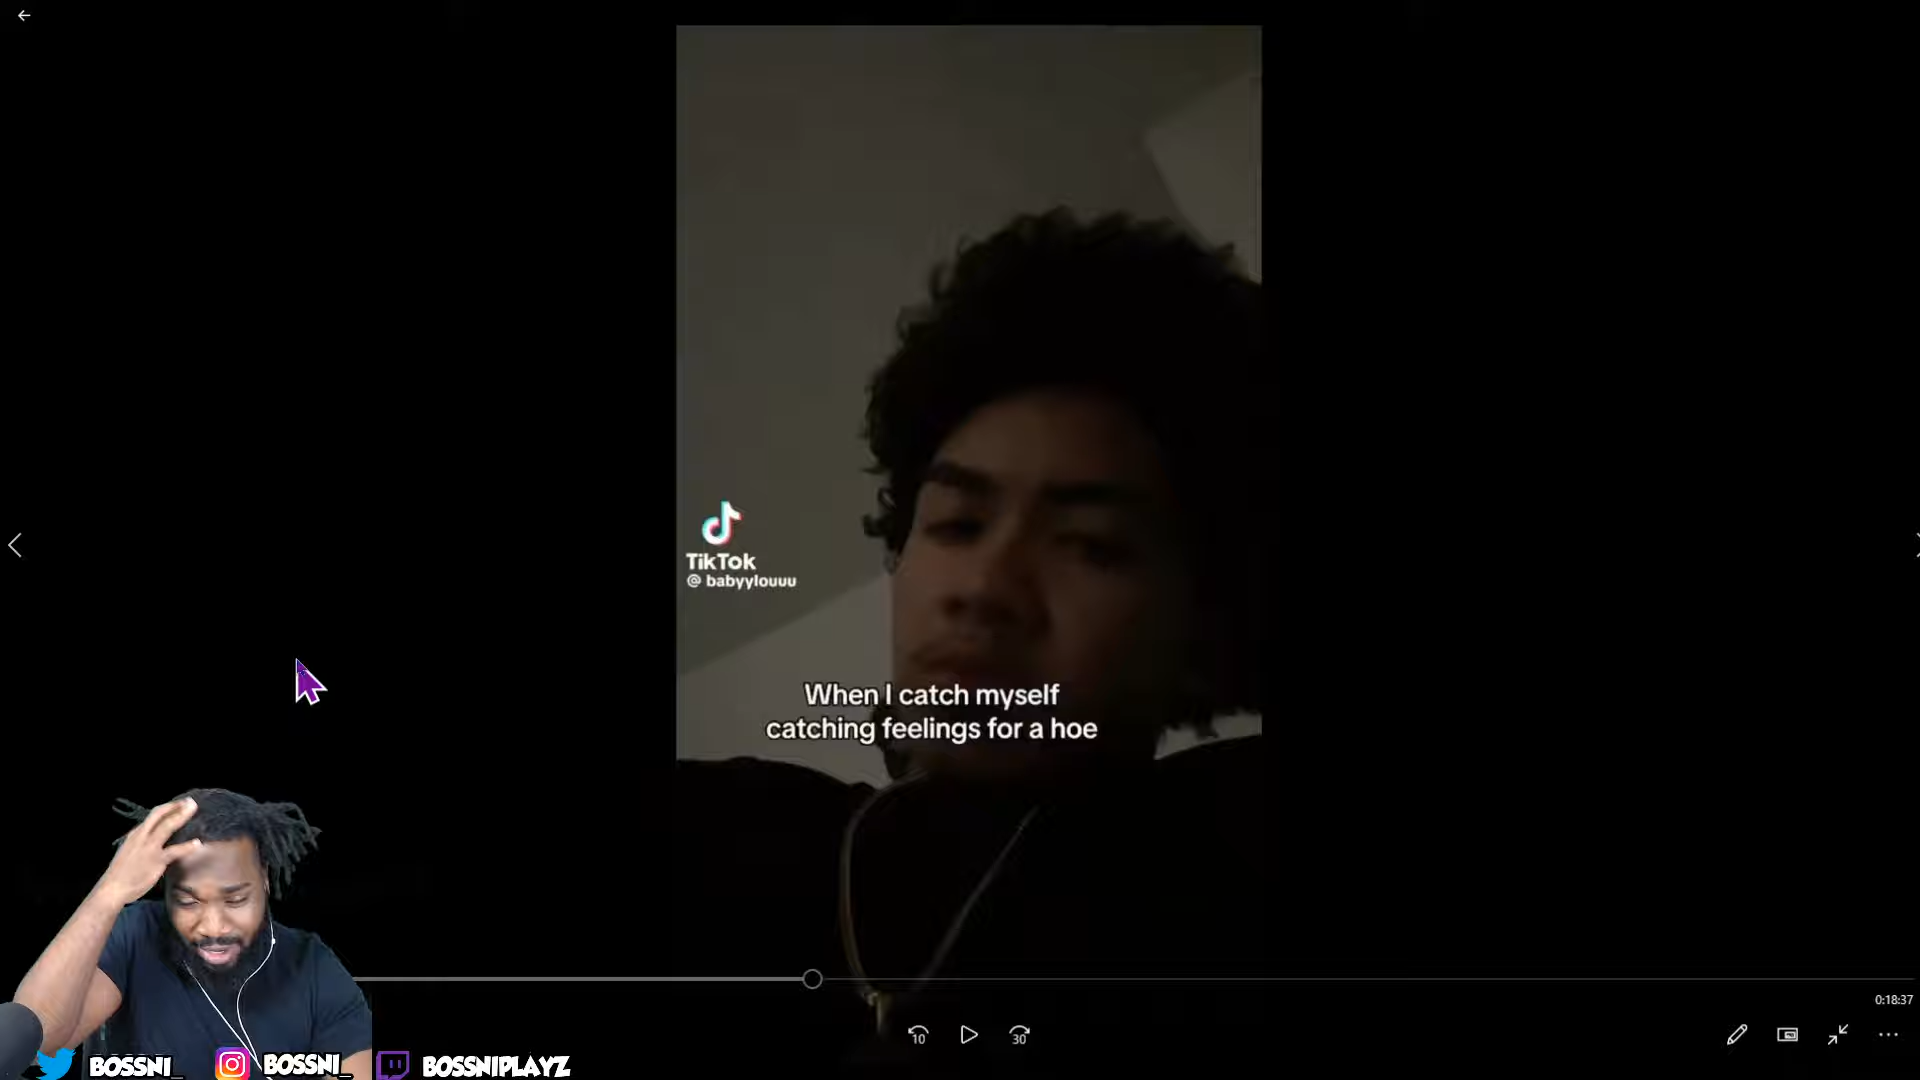 TikTok
@ babyylouuu
When I catch myself
catching feelings for a hoe
0:18:37
10
30
BOSSNI_
BOSSNI_
BOSSNIPLAYZ